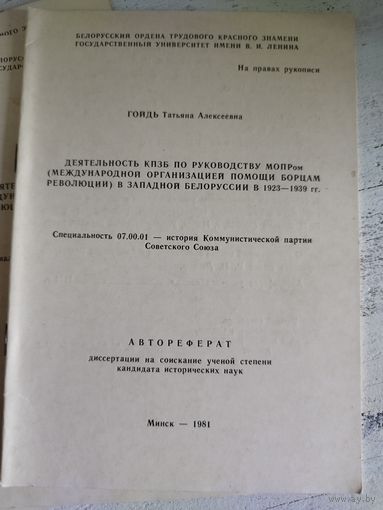 БЕЛОРУССКИЙ ОРДЕНА ТРУДОВОГО КРАСНОГО ЗНАМЕНИ
ГОСУДАРСТВЕННЫЙ УНИВЕРСИТЕТ ИМЕНИ В. И. ЛЕНИНА
На правах рукописи
ГОЙДЬ Татьяна Алексеевна
ДЕЯТЕЛЬНОСТЬ КПЗБ ПО РУКОВОДСТВУ МОПРом
(МЕЖДУНАРОДНОЙ ОРГАНИЗАЦИЕЙ ПОМОЩИ БОРЦАМ
РЕВОЛЮЦИИ) В ЗАПАДНОЙ БЕЛОРУССИИ В 1923—1939 гг.
Специальность 07.00.01 — история Коммунистической партии
Советского Союза
АВТОРЕФЕРАТ
диссертации на соискание ученой степени
кандидата исторических наук
Минск — 1981
ay.by